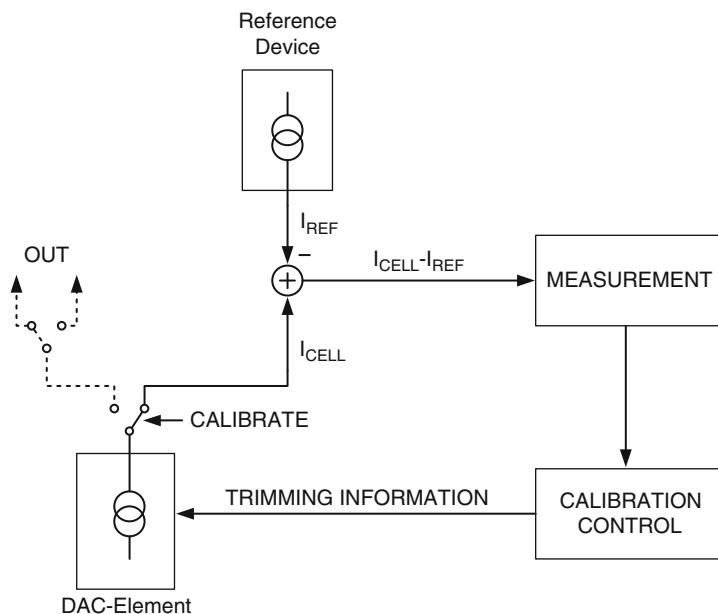 Reference
Device
I_REF
−
OUT
I_CELL-I_REF
MEASUREMENT
+
I_CELL
CALIBRATE
TRIMMING INFORMATION
CALIBRATION
CONTROL
DAC-Element